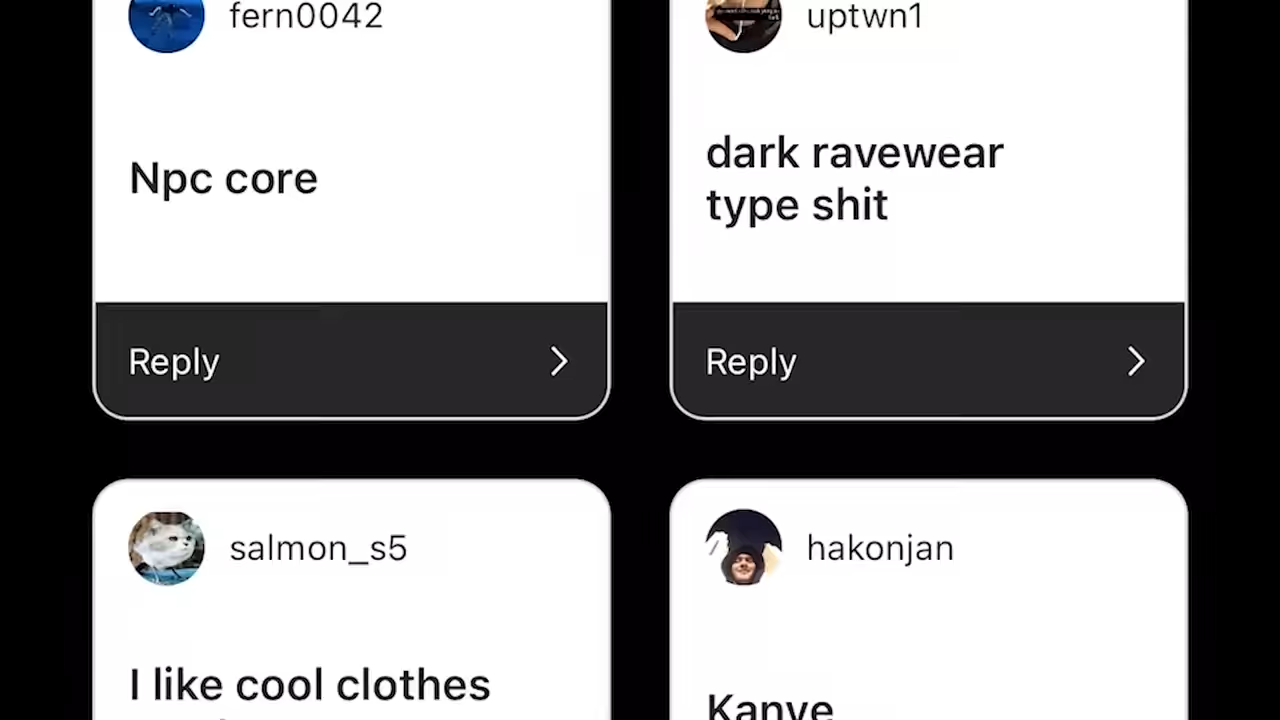 fern0042
uptwn1
Npc core
dark ravewear
type shit
Reply
Reply
salmon_s5
hakonjan
I like cool clothes
Kanye